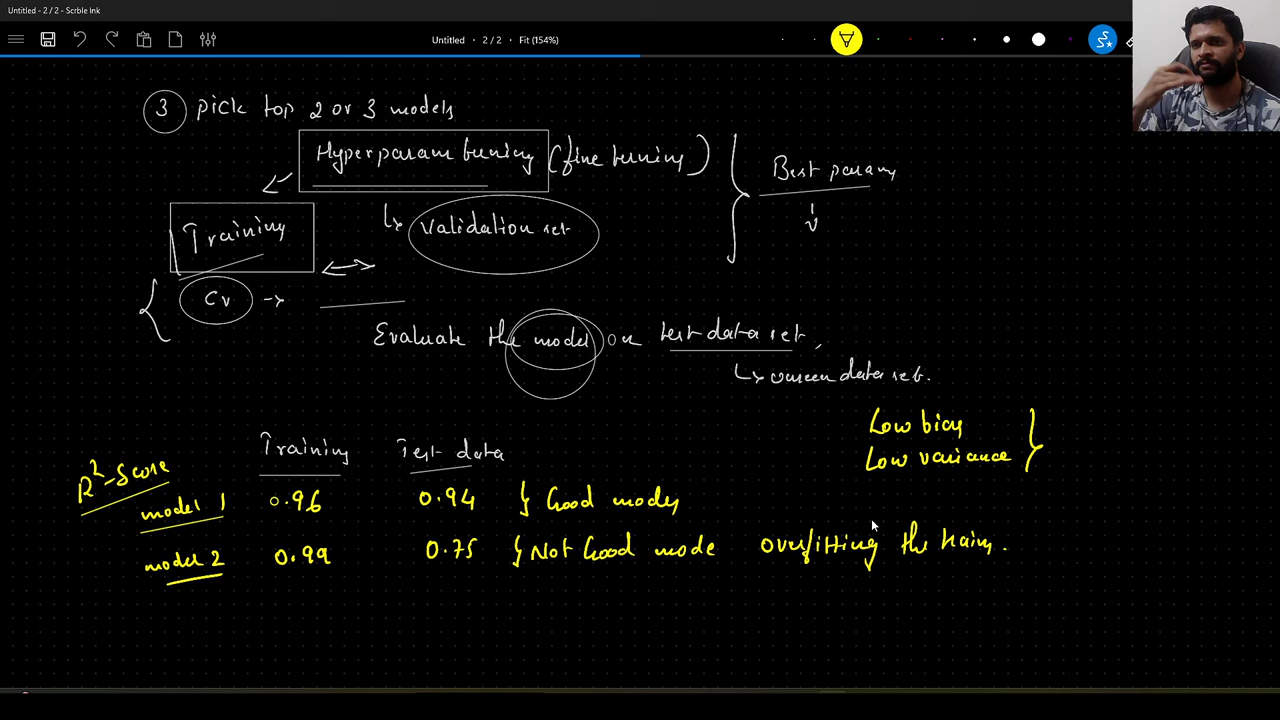 Untitled - 2 / 2 - Scrble Ink
Untitled • 2 / 2 • Fit (154%)
3 pick top 2 or 3 models
Hyperparam tuning (fine tuning)
Best params
Training
Validation set
CV →
Evaluate the model on test data set,
unseen data set.
Low bias
Low variance
Training Test data
R²-Score
model 1 0.96 0.94 Good model
model 2 0.99 0.75 Not Good mode overfitting the train.